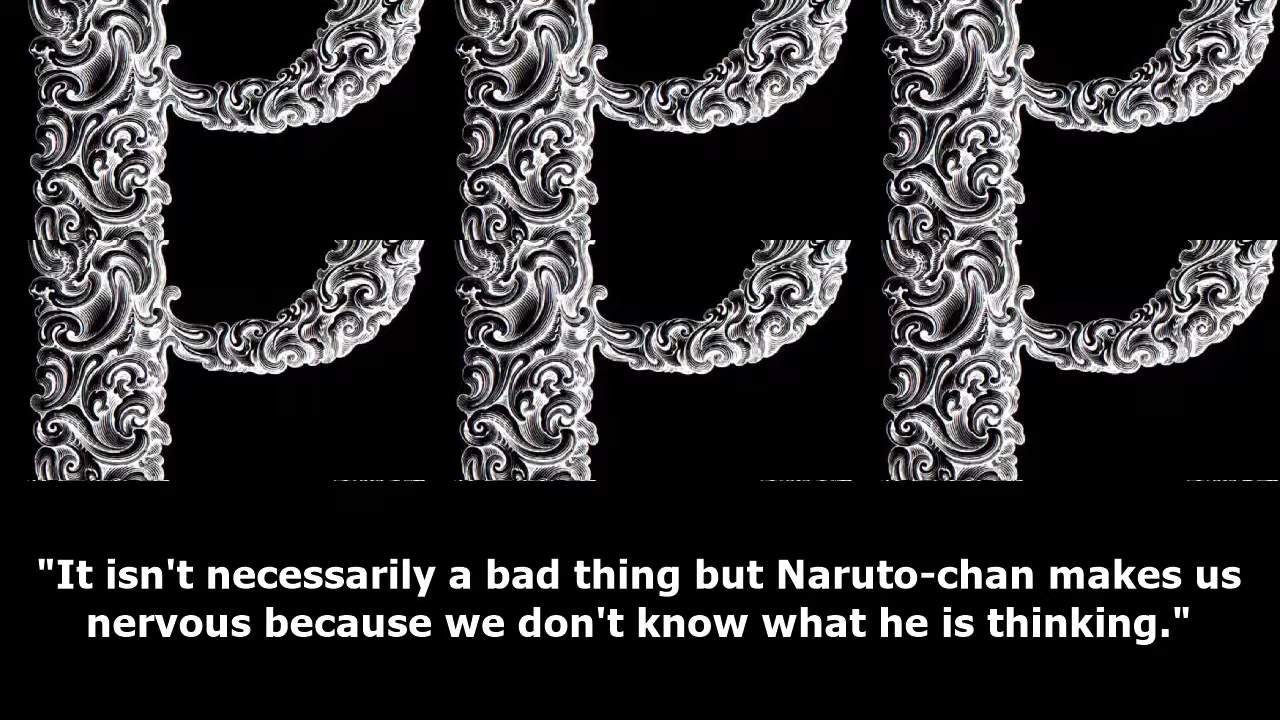 "It isn't necessarily a bad thing but Naruto-chan makes us
nervous because we don't know what he is thinking."